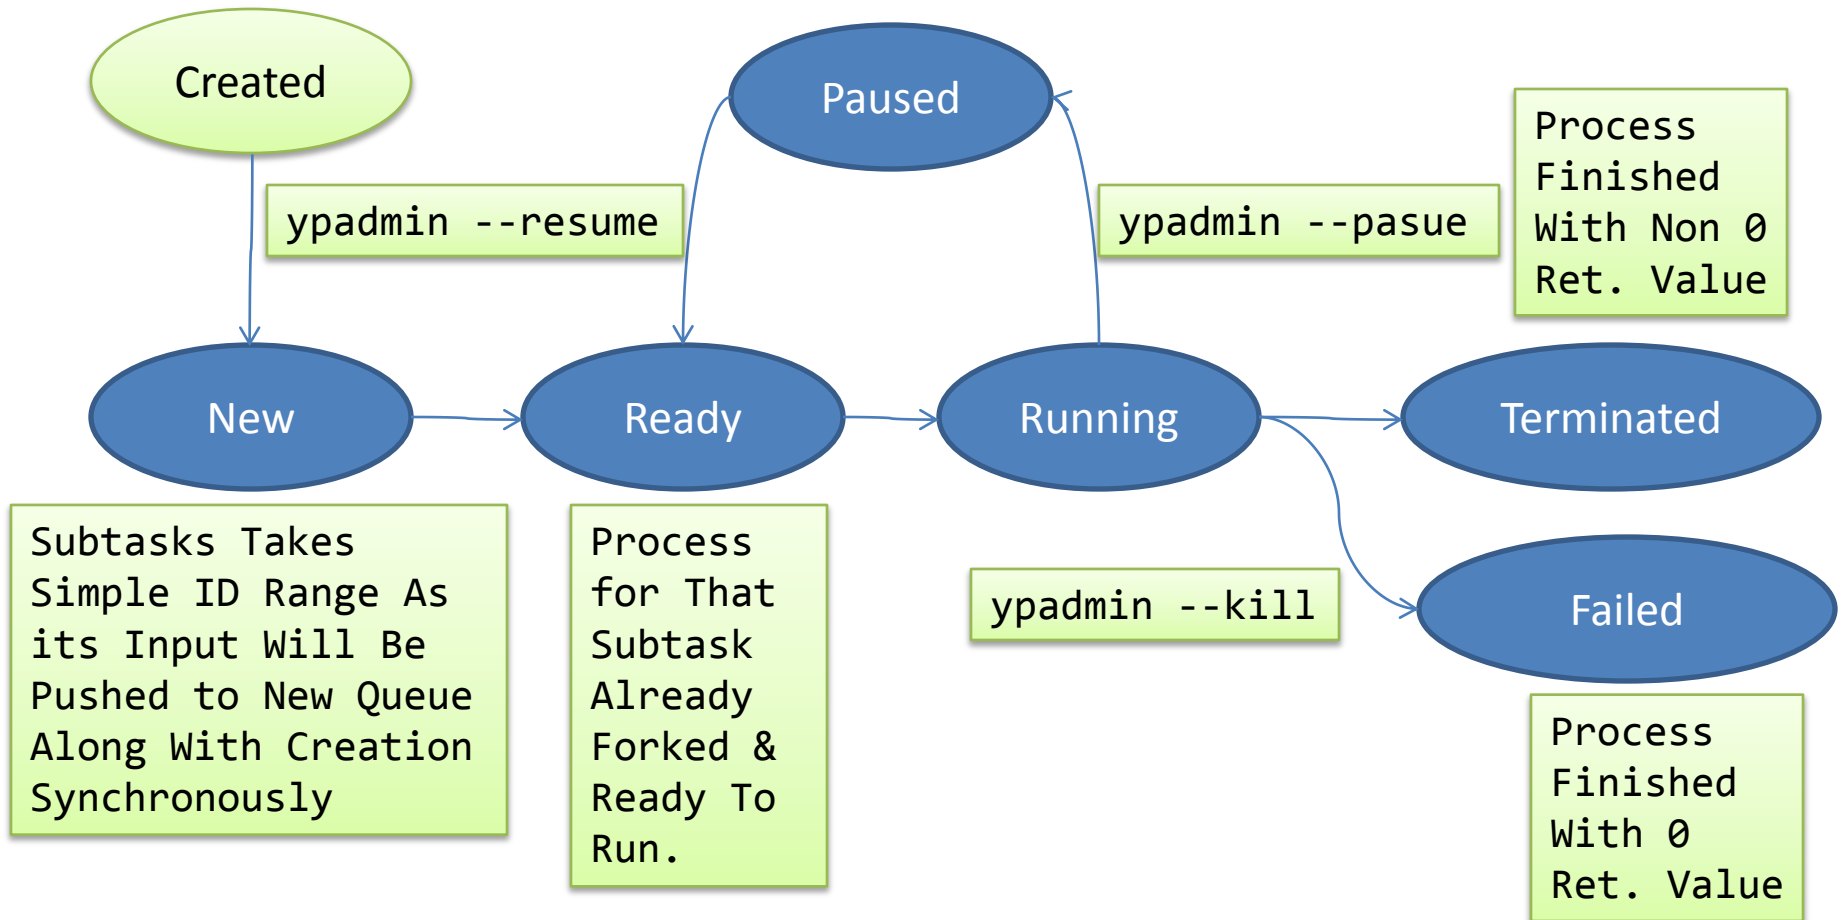 Created
Paused
Process
Finished
With Non 0
Ret. Value
ypadmin --resume
ypadmin --pasue
New
Ready
Running
Terminated
Subtasks Takes
Simple ID Range As
its Input Will Be
Pushed to New Queue
Along With Creation
Synchronously
Process
for That
Subtask
Already
Forked &
Ready To
Run.
ypadmin --kill
Failed
Process
Finished
With 0
Ret. Value